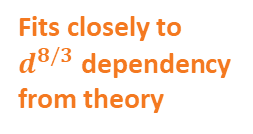 Fits closely to
d^{8/3} dependency
from theory